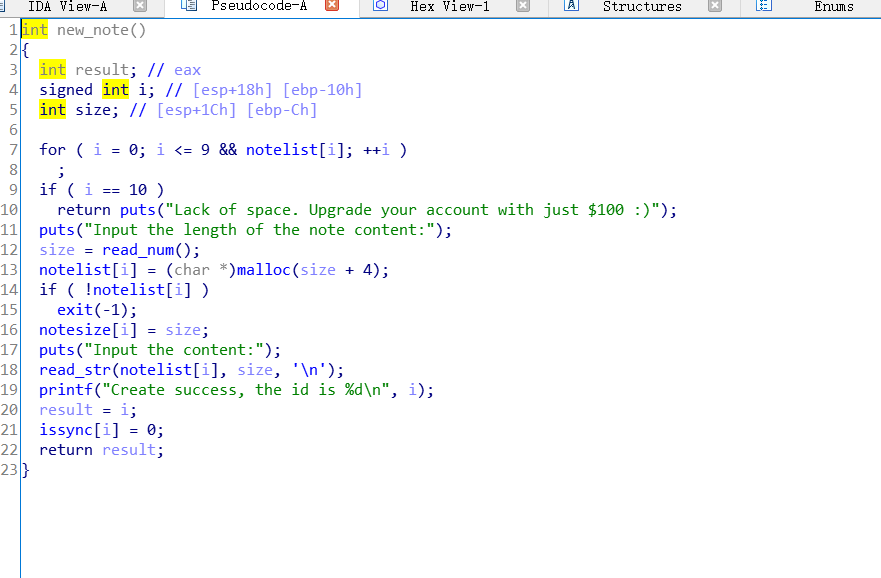 IDA View-A Pseudocode-A Hex View-1 A Structures Enums
1 int new_note()
2 {
3   int result; // eax
4   signed int i; // [esp+18h] [ebp-10h]
5   int size; // [esp+1Ch] [ebp-Ch]
6
7   for ( i = 0; i <= 9 && notelist[i]; ++i )
8     ;
9   if ( i == 10 )
10     return puts("Lack of space. Upgrade your account with just $100 :)");
11   puts("Input the length of the note content:");
12   size = read_num();
13   notelist[i] = (char *)malloc(size + 4);
14   if ( !notelist[i] )
15     exit(-1);
16   notesize[i] = size;
17   puts("Input the content:");
18   read_str(notelist[i], size, '\n');
19   printf("Create success, the id is %d\n", i);
20   result = i;
21   issync[i] = 0;
22   return result;
23 }